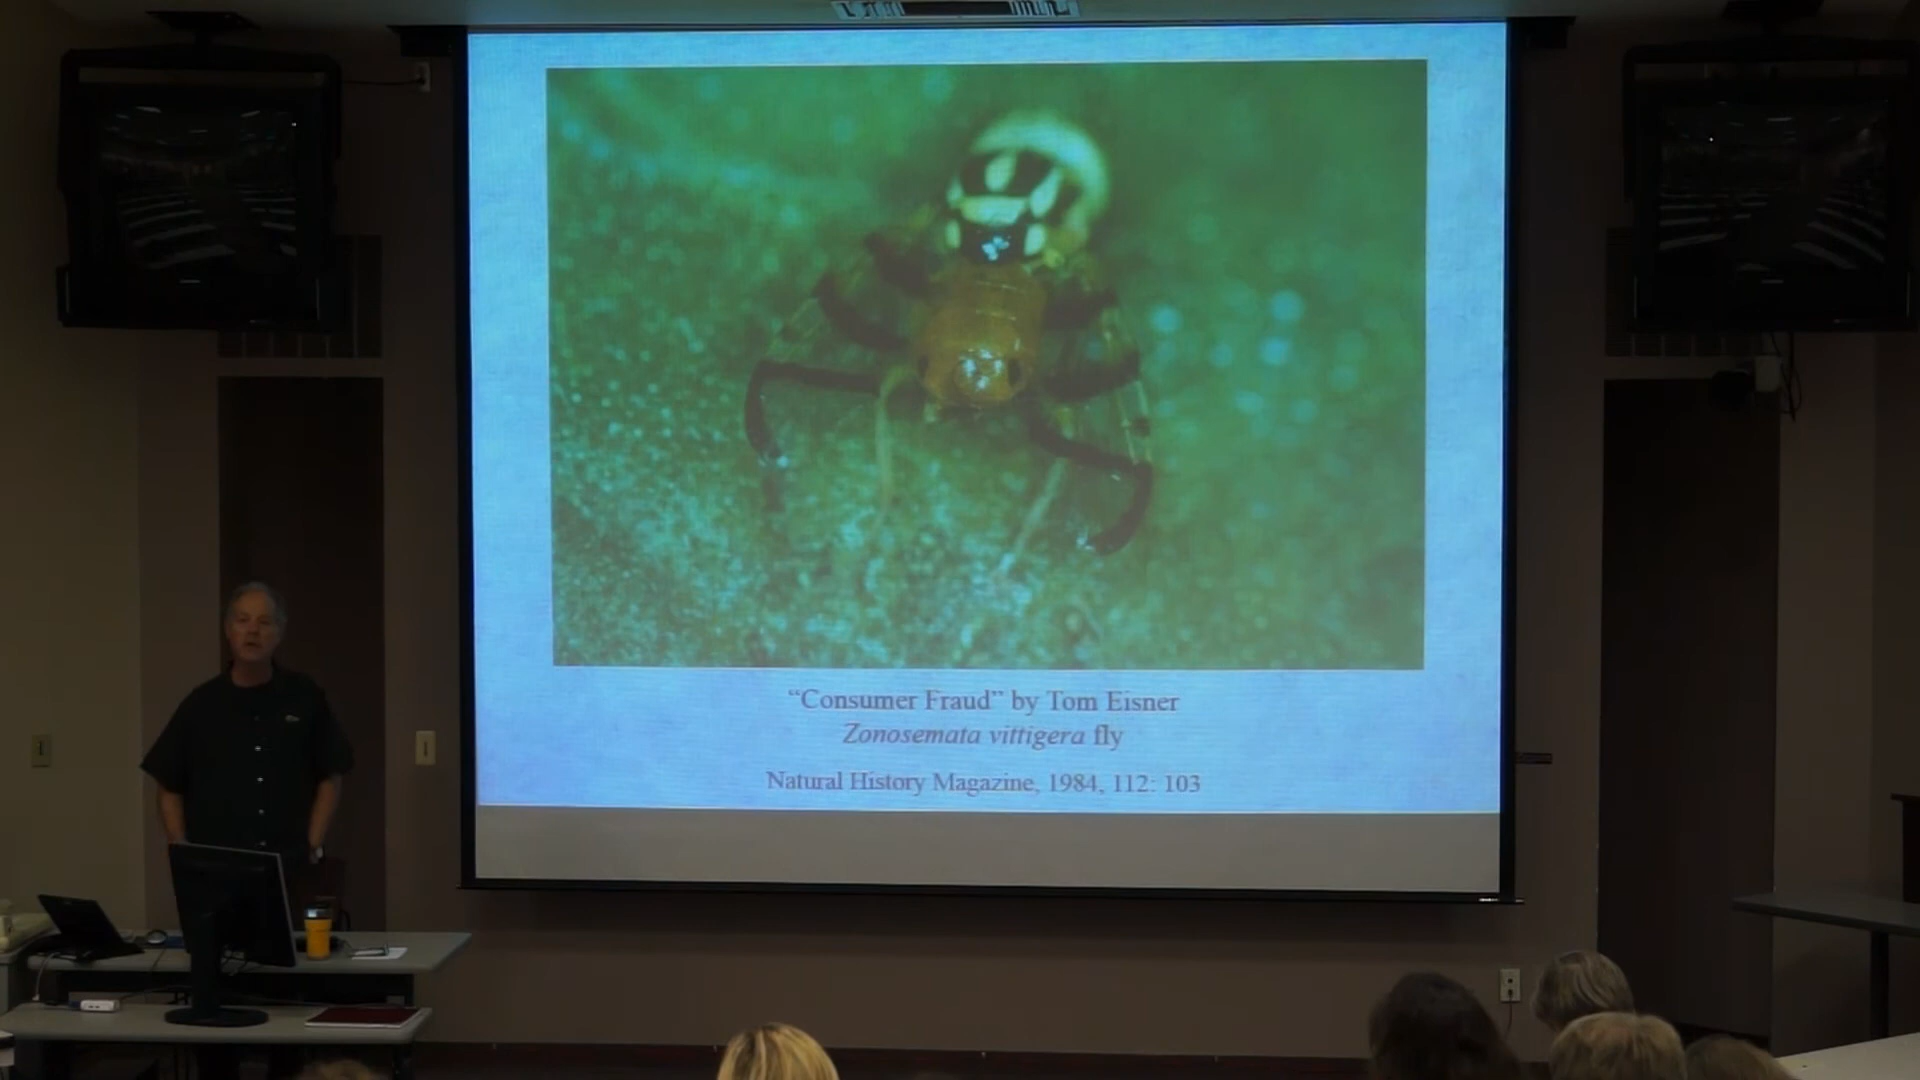 “Consumer Fraud” by Tom Eisner
Zonosemata vittigera fly
Natural History Magazine, 1984, 112: 103